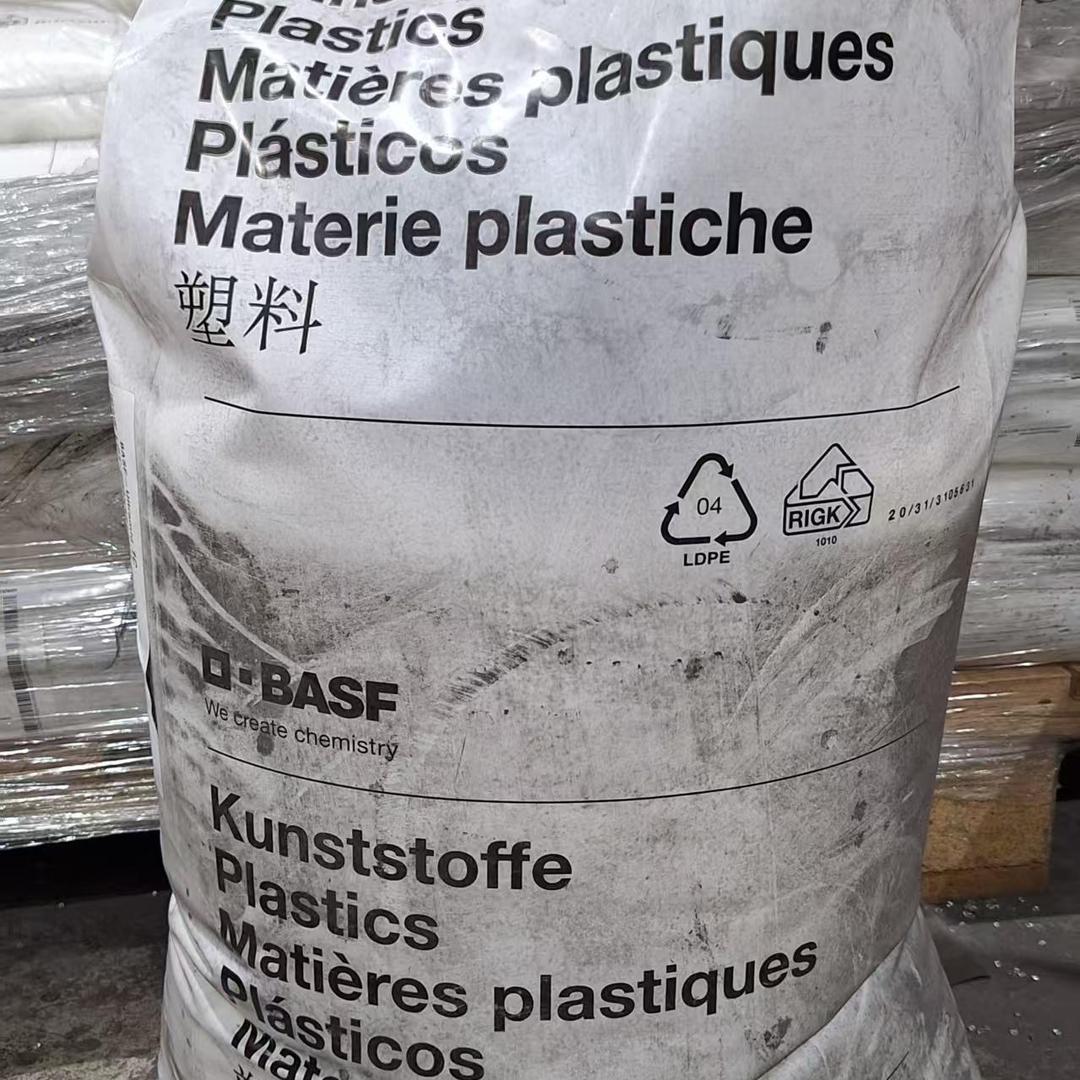 Plastics
Matières plastiques
Plásticos
Materie plastiche
塑料
04
LDPE
RIGK
1010
20/31/3105631
BASF
We create chemistry
Kunststoffe
Plastics
Matières plastiques
Plásticos